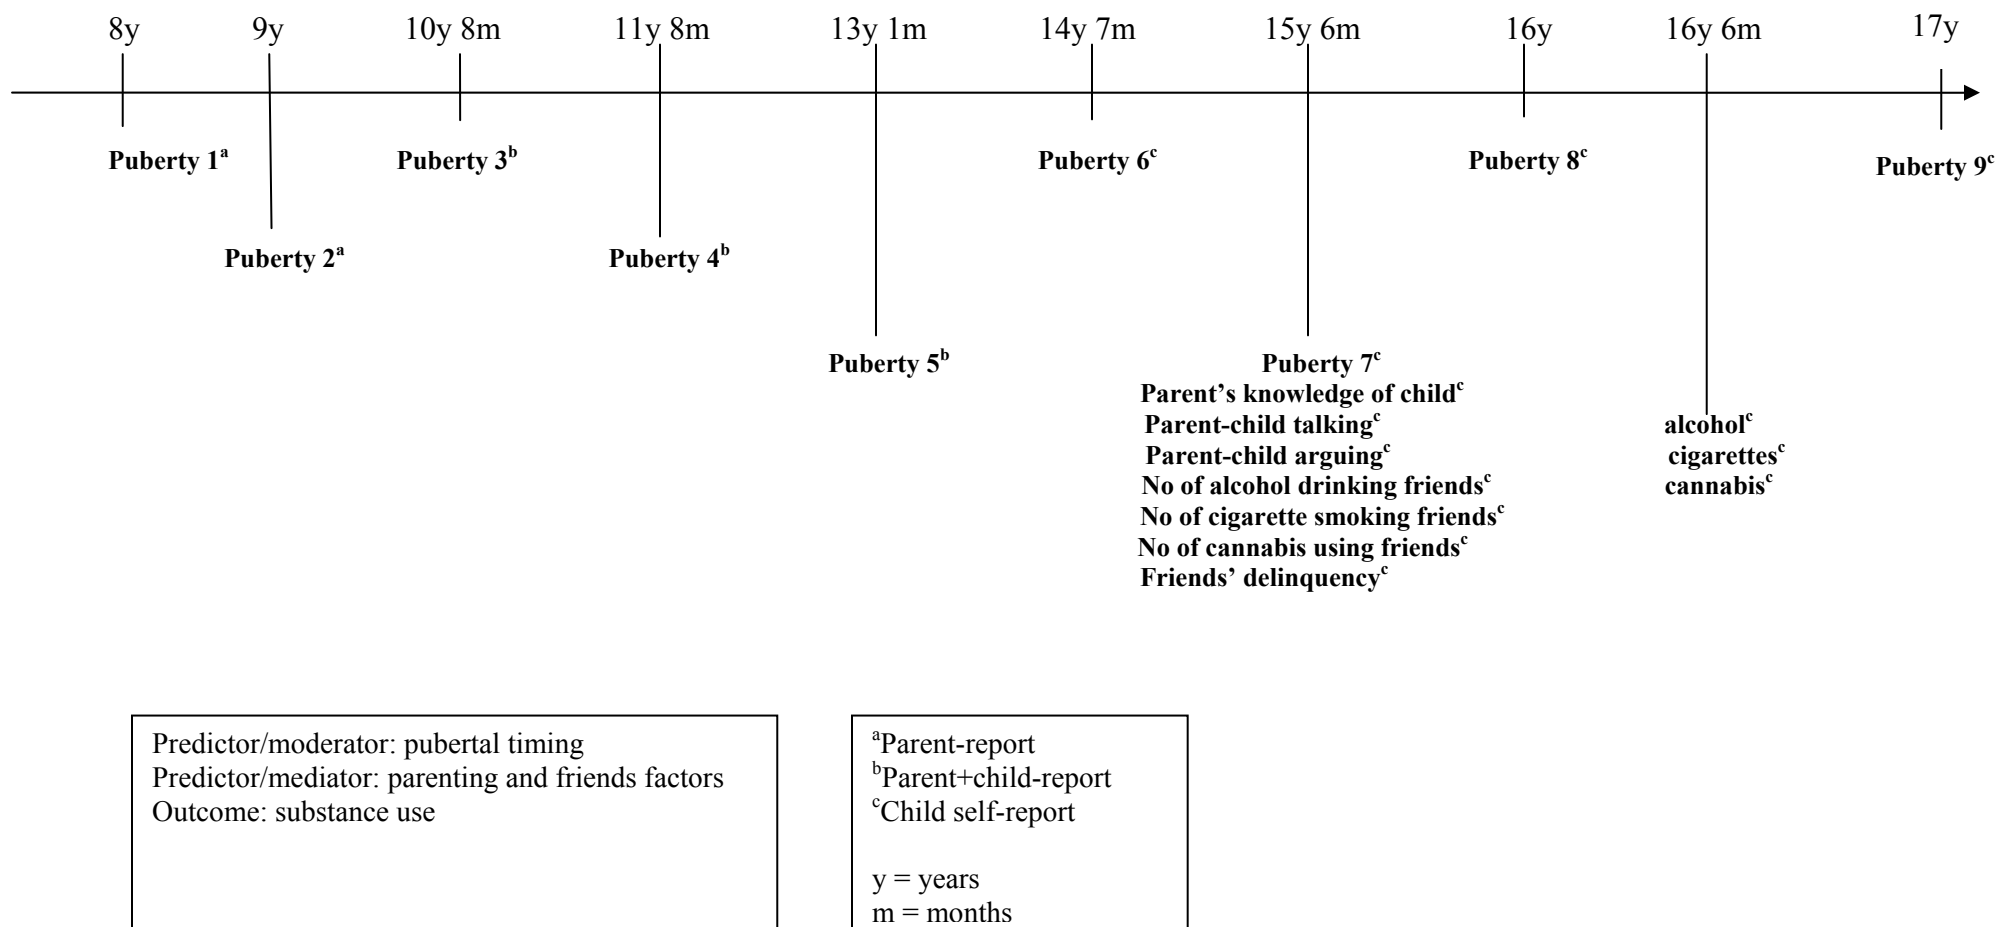 8y 9y 10y 8m 11y 8m 13y 1m 14y 7m 15y 6m 16y 16y 6m 17y
Puberty 1ᵃ Puberty 3ᵇ Puberty 6ᶜ Puberty 8ᶜ Puberty 9ᶜ
Puberty 2ᵃ Puberty 4ᵇ
Puberty 5ᵇ Puberty 7ᶜ
Parent’s knowledge of childᶜ
Parent-child talkingᶜ alcoholᶜ
Parent-child arguingᶜ cigarettesᶜ
No of alcohol drinking friendsᶜ cannabisᶜ
No of cigarette smoking friendsᶜ
No of cannabis using friendsᶜ
Friends’ delinquencyᶜ
Predictor/moderator: pubertal timing
Predictor/mediator: parenting and friends factors
Outcome: substance use
ᵃParent-report
ᵇParent+child-report
ᶜChild self-report
y = years
m = months